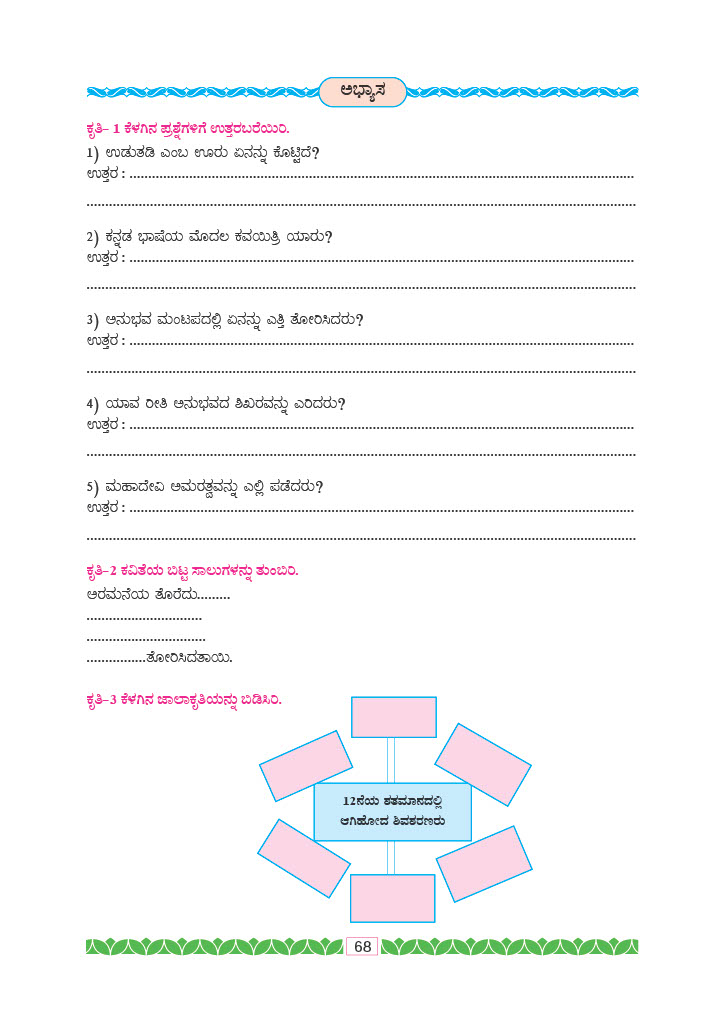 ಅಭ್ಯಾಸ
ಕೃತಿ– 1 ಕೆಳಗಿನ ಪ್ರಶ್ನೆಗಳಿಗೆ ಉತ್ತರಬರೆಯಿರಿ.
1) ಉಡುತಡಿ ಎಂಬ ಊರು ಏನನ್ನು ಕೊಟ್ಟಿದೆ?
ಉತ್ತರ : ........................................................................................................................................
....................................................................................................................................................
2) ಕನ್ನಡ ಭಾಷೆಯ ಮೊದಲ ಕವಯಿತ್ರಿ ಯಾರು?
ಉತ್ತರ : ........................................................................................................................................
....................................................................................................................................................
3) ಅನುಭವ ಮಂಟಪದಲ್ಲಿ ಏನನ್ನು ಎತ್ತಿ ತೋರಿಸಿದರು?
ಉತ್ತರ : ........................................................................................................................................
....................................................................................................................................................
4) ಯಾವ ರೀತಿ ಅನುಭವದ ಶಿಖರವನ್ನು ಎರಿದರು?
ಉತ್ತರ : ........................................................................................................................................
....................................................................................................................................................
5) ಮಹಾದೇವಿ ಅಮರತ್ವವನ್ನು ಎಲ್ಲಿ ಪಡೆದರು?
ಉತ್ತರ : ........................................................................................................................................
....................................................................................................................................................
ಕೃತಿ–2 ಕವಿತೆಯ ಬಿಟ್ಟ ಸಾಲುಗಳನ್ನು ತುಂಬಿರಿ.
ಅರಮನೆಯ ತೊರೆದು.........
...............................
................................
................ತೋರಿಸಿದತಾಯಿ.
ಕೃತಿ–3 ಕೆಳಗಿನ ಜಾಲಾಕೃತಿಯನ್ನು ಬಿಡಿಸಿರಿ.
12ನೆಯ ಶತಮಾನದಲ್ಲಿ
ಆಗಿಹೋದ ಶಿವಶರಣರು
68